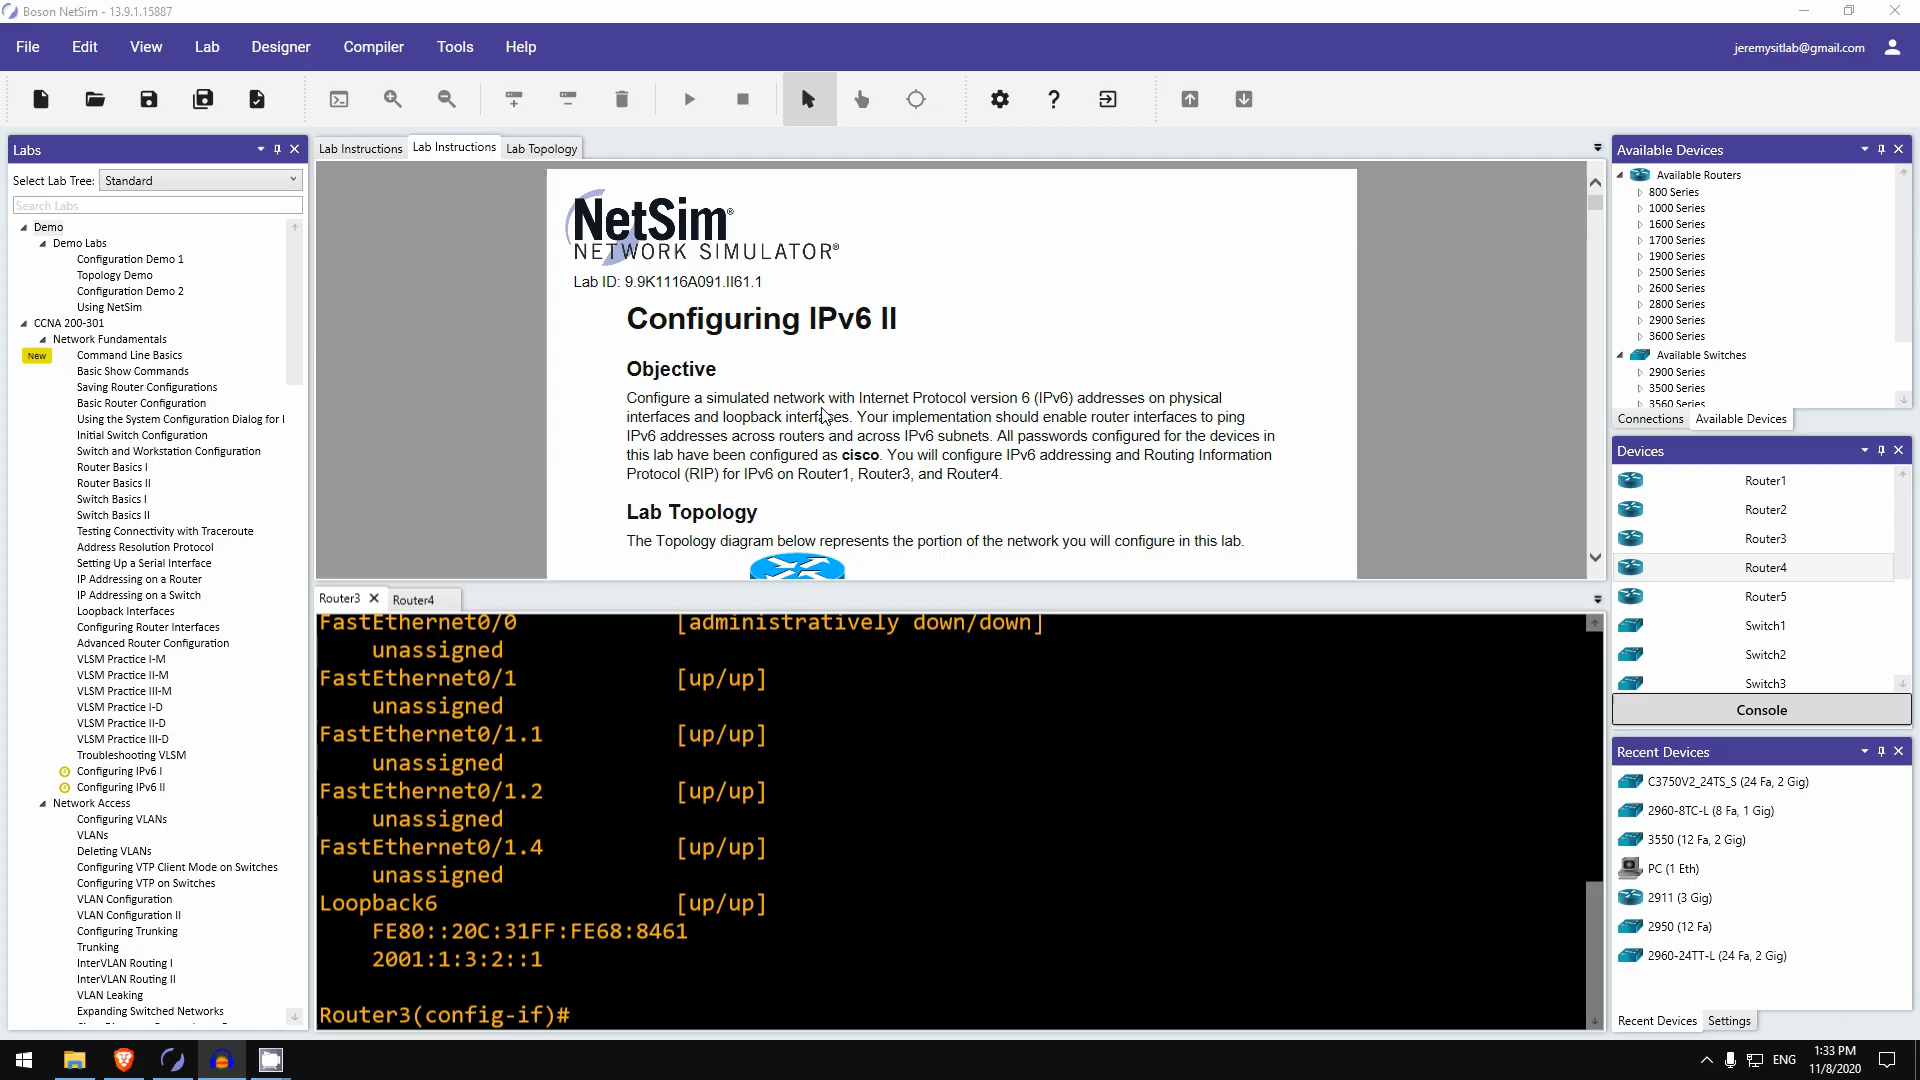 Boson NetSim - 13.9.1.15887
File
Edit
View
Lab
Designer
Compiler
Tools
Help
jeremysitlab@gmail.com
Labs
Select Lab Tree:
Standard
Search Labs
Demo
Demo Labs
Configuration Demo 1
Topology Demo
Configuration Demo 2
Using NetSim
CCNA 200-301
Network Fundamentals
New
Command Line Basics
Basic Show Commands
Saving Router Configurations
Basic Router Configuration
Using the System Configuration Dialog for I
Initial Switch Configuration
Switch and Workstation Configuration
Router Basics I
Router Basics II
Switch Basics I
Switch Basics II
Testing Connectivity with Traceroute
Address Resolution Protocol
Setting Up a Serial Interface
IP Addressing on a Router
IP Addressing on a Switch
Loopback Interfaces
Configuring Router Interfaces
Advanced Router Configuration
VLSM Practice I-M
VLSM Practice II-M
VLSM Practice III-M
VLSM Practice I-D
VLSM Practice II-D
VLSM Practice III-D
Troubleshooting VLSM
Configuring IPv6 I
Configuring IPv6 II
Network Access
Configuring VLANs
VLANs
Deleting VLANs
Configuring VTP Client Mode on Switches
Configuring VTP on Switches
VLAN Configuration
VLAN Configuration II
Configuring Trunking
Trunking
InterVLAN Routing I
InterVLAN Routing II
VLAN Leaking
Expanding Switched Networks
Lab Instructions
Lab Instructions
Lab Topology
NetSim®
NETWORK SIMULATOR®
Lab ID: 9.9K1116A091.II61.1
Configuring IPv6 II
Objective
Configure a simulated network with Internet Protocol version 6 (IPv6) addresses on physical
interfaces and loopback interfaces. Your implementation should enable router interfaces to ping
IPv6 addresses across routers and across IPv6 subnets. All passwords configured for the devices in
this lab have been configured as cisco. You will configure IPv6 addressing and Routing Information
Protocol (RIP) for IPv6 on Router1, Router3, and Router4.
Lab Topology
The Topology diagram below represents the portion of the network you will configure in this lab.
Router3
Router4
FastEthernet0/0 [administratively down/down]
unassigned
FastEthernet0/1 [up/up]
unassigned
FastEthernet0/1.1 [up/up]
unassigned
FastEthernet0/1.2 [up/up]
unassigned
FastEthernet0/1.4 [up/up]
unassigned
Loopback6 [up/up]
FE80::20C:31FF:FE68:8461
2001:1:3:2::1
Router3(config-if)#
Available Devices
Available Routers
800 Series
1000 Series
1600 Series
1700 Series
1900 Series
2500 Series
2600 Series
2800 Series
2900 Series
3600 Series
Available Switches
2900 Series
3500 Series
3560 Series
Connections
Available Devices
Devices
Router1
Router2
Router3
Router4
Router5
Switch1
Switch2
Switch3
Console
Recent Devices
C3750V2_24TS_S (24 Fa, 2 Gig)
2960-8TC-L (8 Fa, 1 Gig)
3550 (12 Fa, 2 Gig)
PC (1 Eth)
2911 (3 Gig)
2950 (12 Fa)
2960-24TT-L (24 Fa, 2 Gig)
Recent Devices
Settings
ENG
1:33 PM
11/8/2020